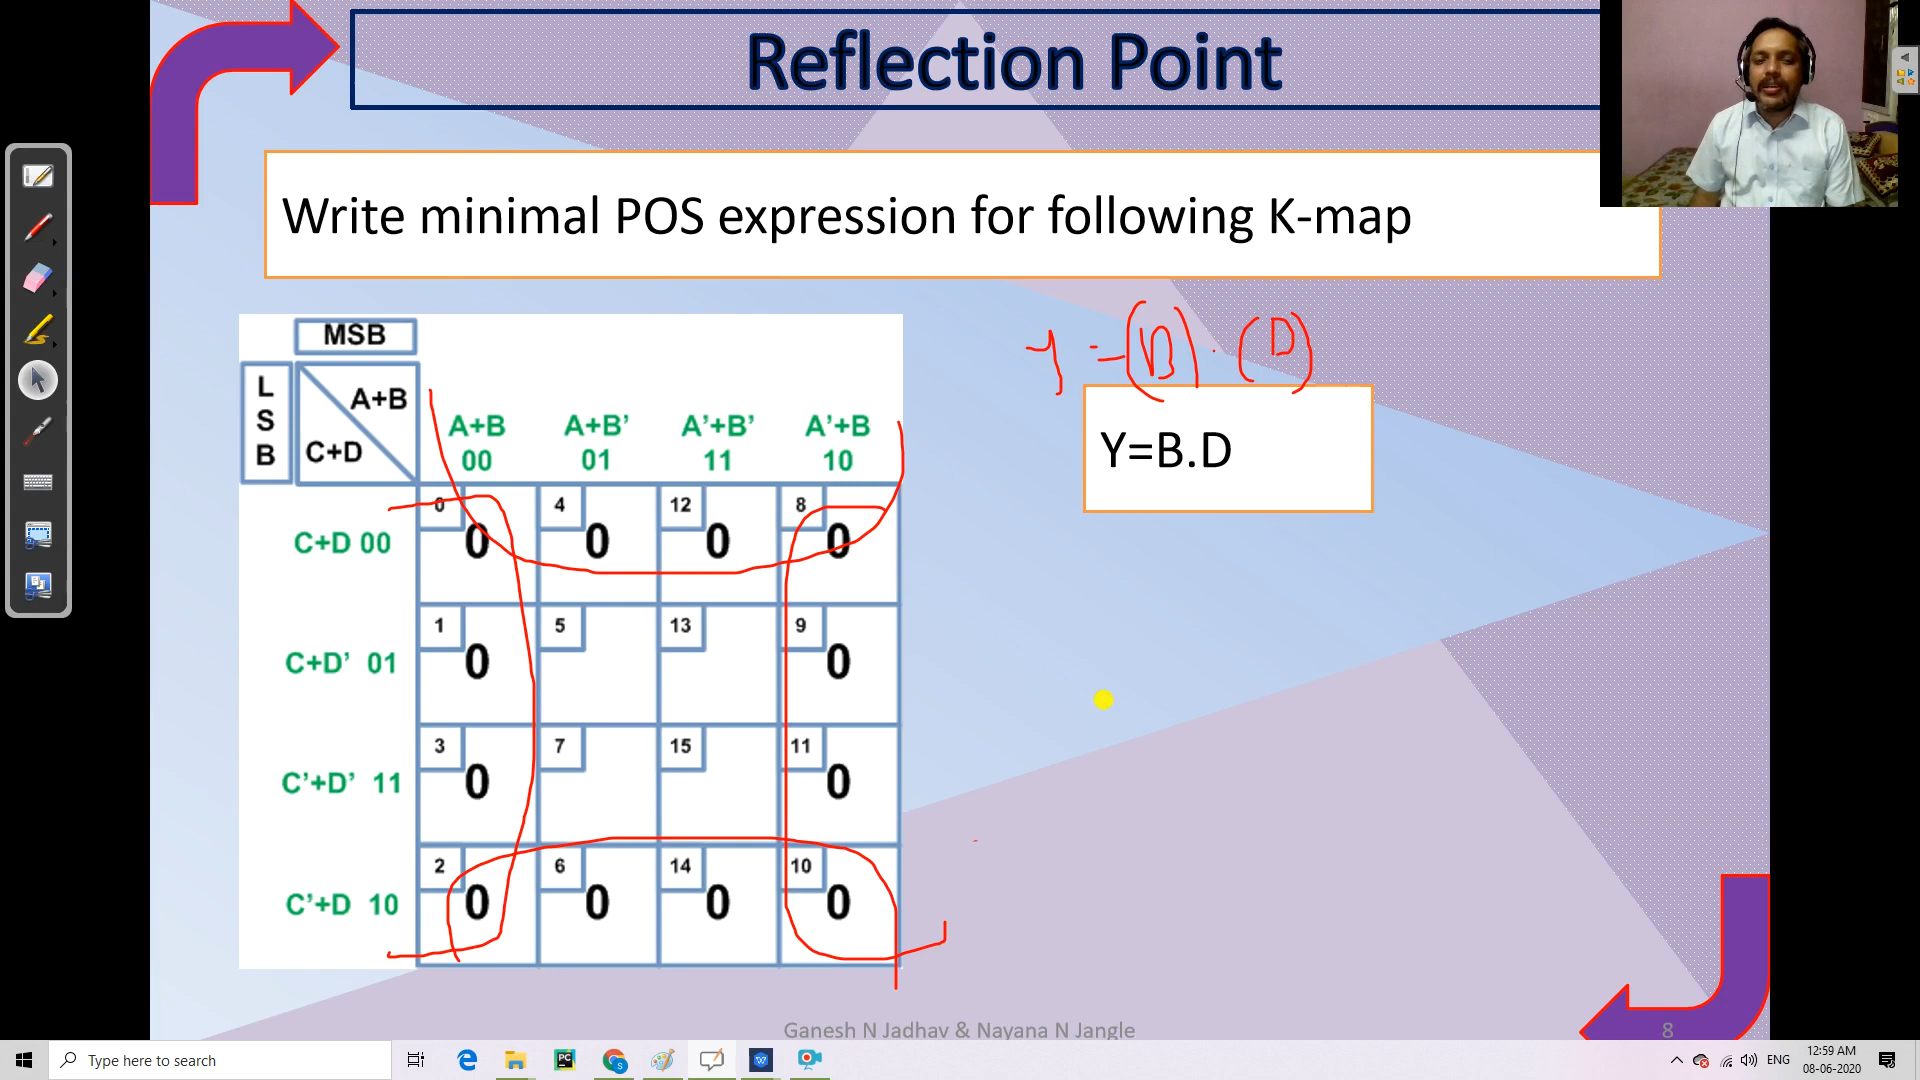 Reflection Point
Write minimal POS expression for following K-map
Y = (B) . (D)
Y=B.D
MSB
L
S
B
A+B
C+D
A+B A+B’ A’+B’ A’+B
00 01 11 10
C+D 00 0 0 4 0 12 0 8 0
C+D’ 01 1 0 5 13 9 0
C’+D’ 11 3 0 7 15 11 0
C’+D 10 2 0 6 0 14 0 10 0
Ganesh N Jadhav & Nayana N Jangle
8
Type here to search
PC
S
ENG
12:59 AM
08-06-2020